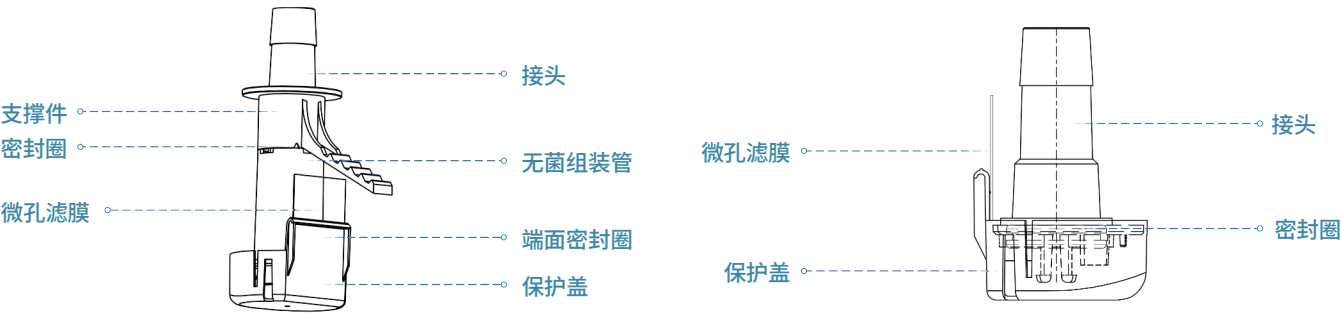 接头
支撑件
密封圈
无菌组装管
微孔滤膜
端面密封圈
保护盖
接头
微孔滤膜
密封圈
保护盖